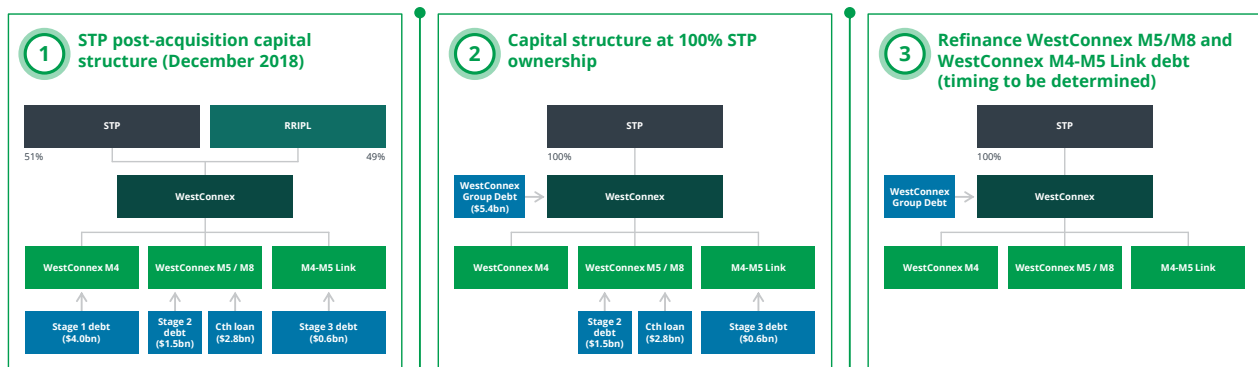 1
STP post-acquisition capital
structure (December 2018)
STP
RRIPL
51%
49%
WestConnex
WestConnex M4
WestConnex M5 / M8
M4-M5 Link
Stage 1 debt
($4.0bn)
Stage 2
debt
($1.5bn)
Cth loan
($2.8bn)
Stage 3 debt
($0.6bn)
2
Capital structure at 100% STP
ownership
STP
100%
WestConnex
Group Debt
($5.4bn)
WestConnex
WestConnex M4
WestConnex M5 / M8
M4-M5 Link
Stage 2
debt
($1.5bn)
Cth loan
($2.8bn)
Stage 3 debt
($0.6bn)
3
Refinance WestConnex M5/M8 and
WestConnex M4-M5 Link debt
(timing to be determined)
STP
100%
WestConnex
Group Debt
WestConnex
WestConnex M4
WestConnex M5 / M8
M4-M5 Link